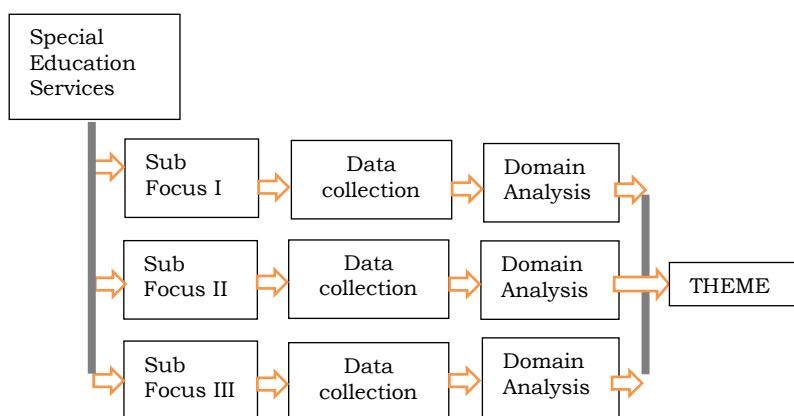 Special
Education
Services
Sub
Focus I
Data
collection
Domain
Analysis
Sub
Focus II
Data
collection
Domain
Analysis
THEME
Sub
Focus III
Data
collection
Domain
Analysis